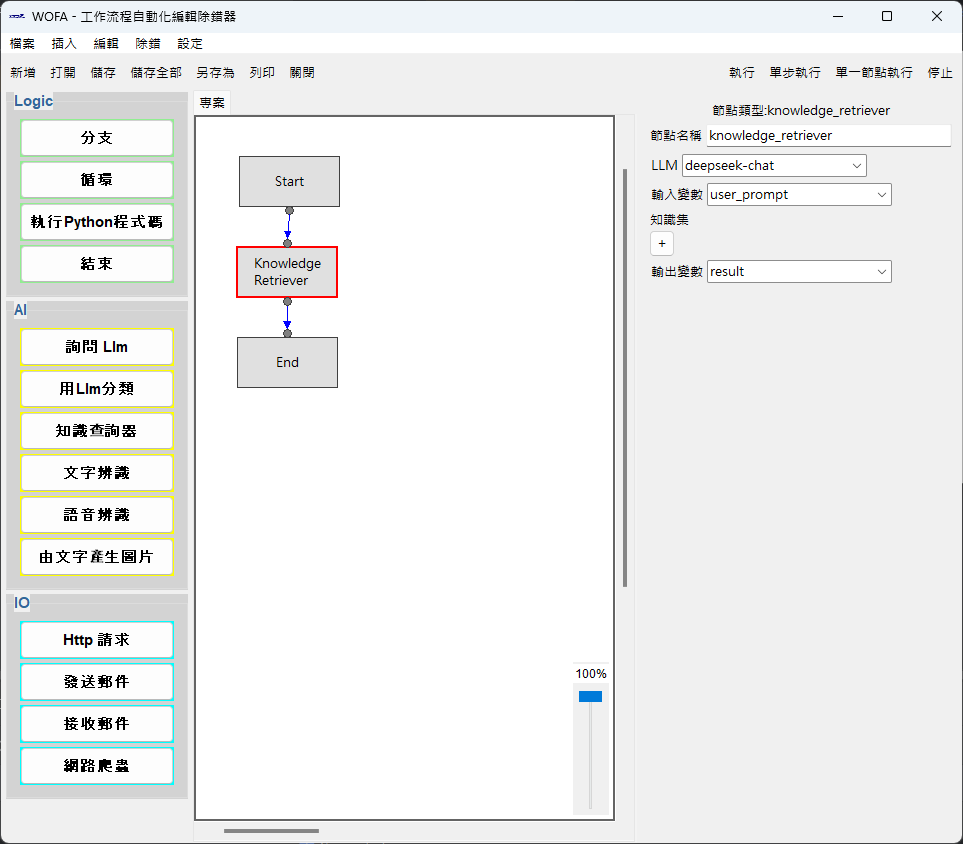 WOFA - 工作流程自動化編輯除錯器
檔案 插入 編輯 除錯 設定
新增 打開 儲存 儲存全部 另存為 列印 關閉 執行 單步執行 單一節點執行 停止
Logic
分支
循環
執行Python程式碼
結束
AI
詢問 Llm
用Llm分類
知識查詢器
文字辨識
語音辨識
由文字產生圖片
IO
Http 請求
發送郵件
接收郵件
網路爬蟲
專案
Start
Knowledge
Retriever
End
100%
節點類型:knowledge_retriever
節點名稱 knowledge_retriever
LLM deepseek-chat
輸入變數 user_prompt
知識集
+
輸出變數 result